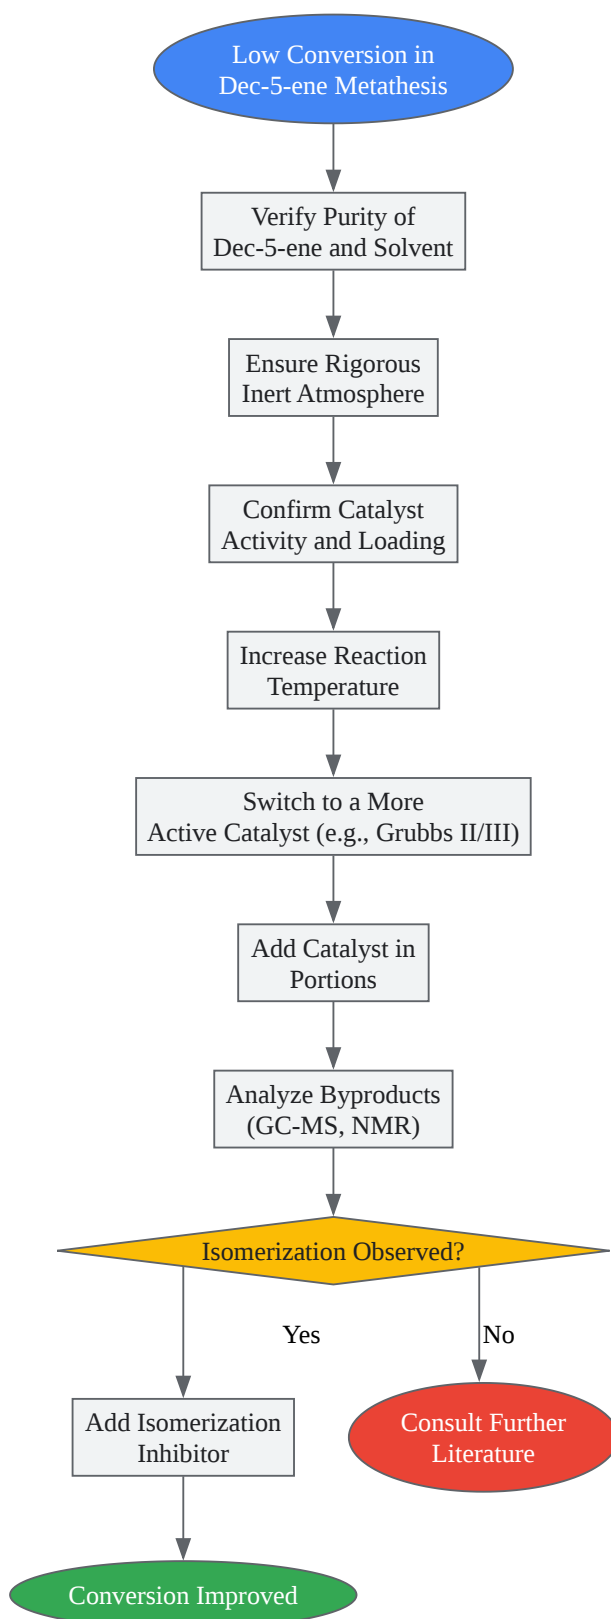 Low Conversion in
Dec-5-ene Metathesis
Verify Purity of
Dec-5-ene and Solvent
Ensure Rigorous
Inert Atmosphere
Confirm Catalyst
Activity and Loading
Increase Reaction
Temperature
Switch to a More
Active Catalyst (e.g., Grubbs II/III)
Add Catalyst in
Portions
Analyze Byproducts
(GC-MS, NMR)
Isomerization Observed?
Yes
No
Add Isomerization
Inhibitor
Consult Further
Literature
Conversion Improved